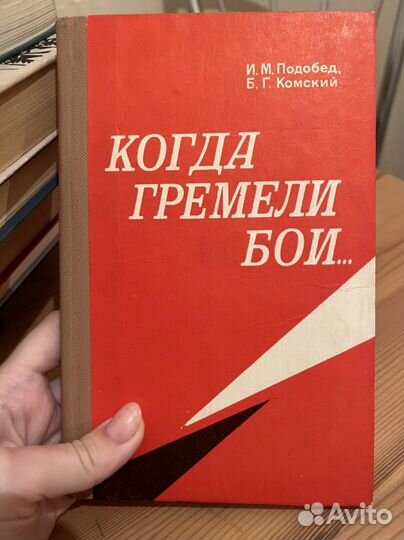 И. М. Подобед,
Б. Г. Комский
КОГДА
ГРЕМЕЛИ
БОИ...
Avito